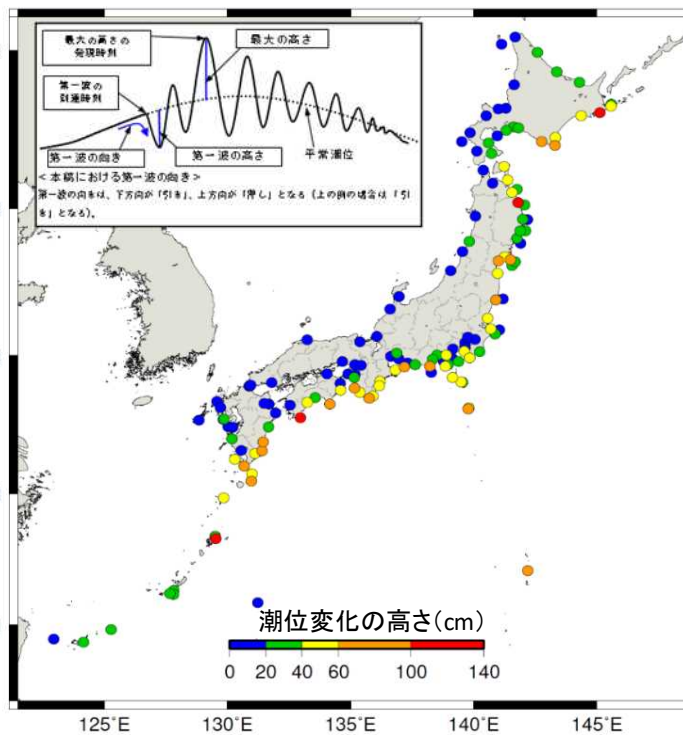 最大の高さの
発現時刻
最大の高さ
第一波の
到達時刻
第一波の向き
第一波の高さ
平常潮位
<本稿における第一波の向き>
第一波の向きは、下方向が「引き」、上方向が「押し」となる(上の例の場合は「引
き」となる)。
潮位変化の高さ(cm)
0 20 40 60 100 140
125°E 130°E 135°E 140°E 145°E